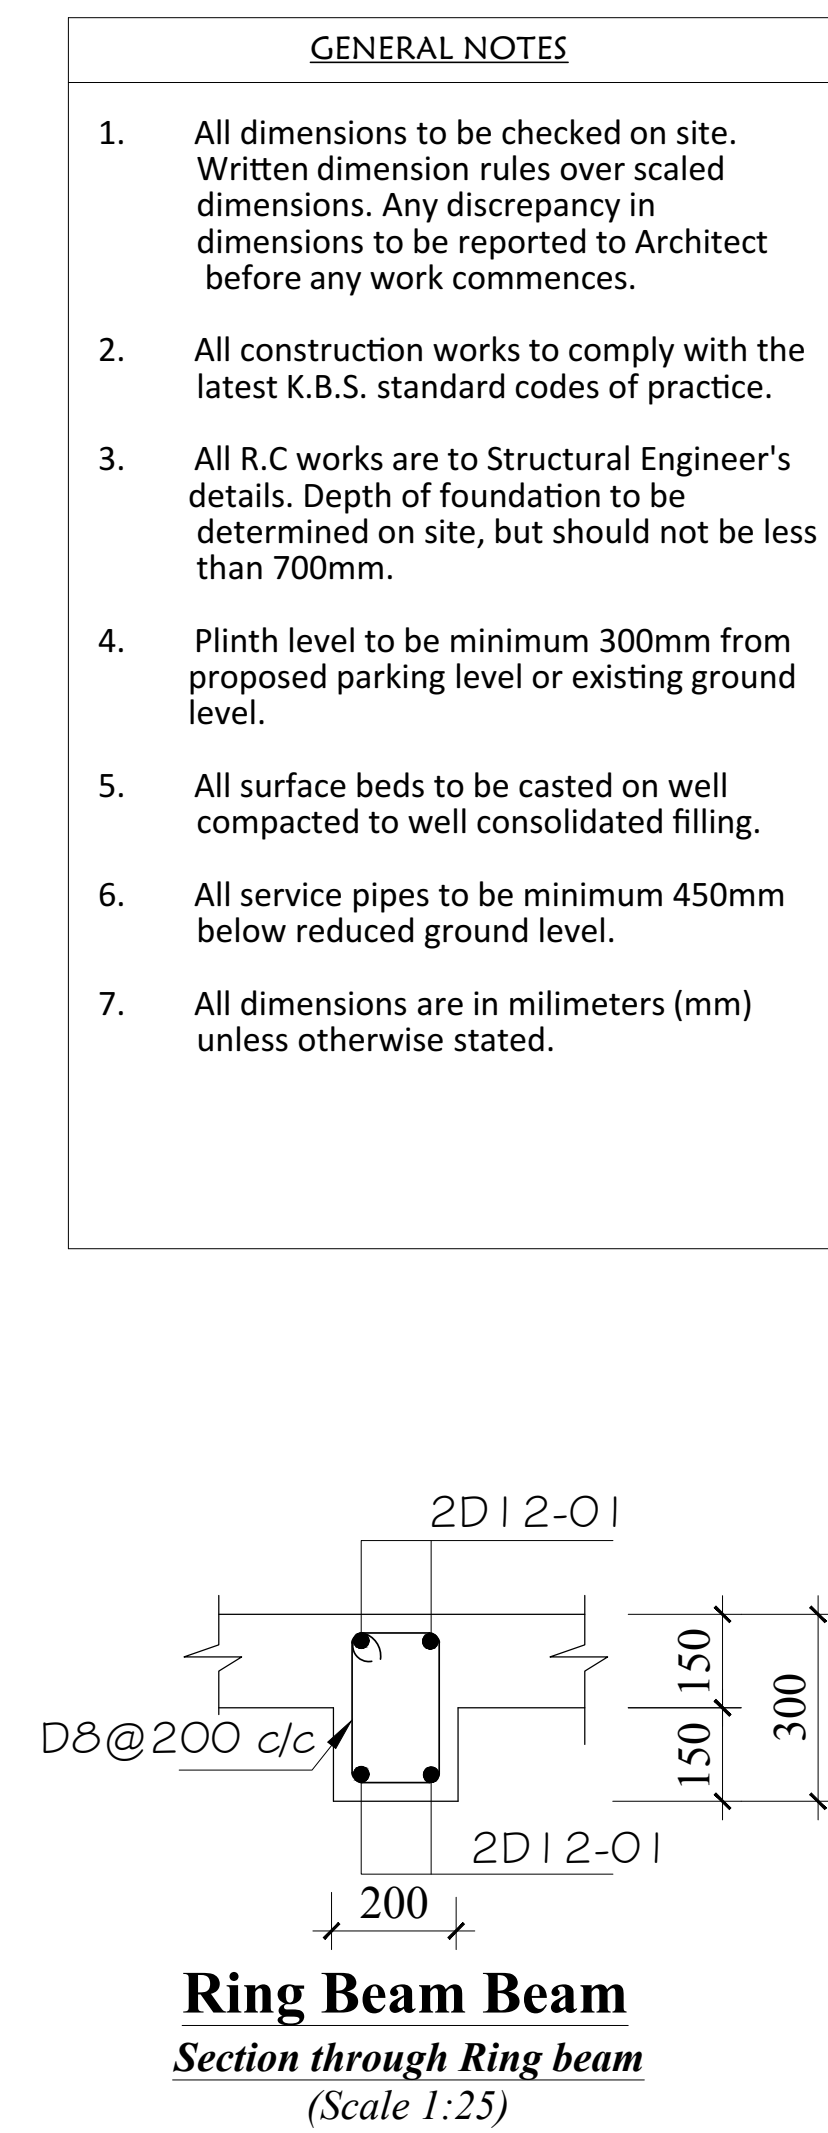 GENERAL NOTES
1. All dimensions to be checked on site.
Written dimension rules over scaled
dimensions. Any discrepancy in
dimensions to be reported to Architect
before any work commences.
2. All construction works to comply with the
latest K.B.S. standard codes of practice.
3. All R.C works are to Structural Engineer's
details. Depth of foundation to be
determined on site, but should not be less
than 700mm.
4. Plinth level to be minimum 300mm from
proposed parking level or existing ground
level.
5. All surface beds to be casted on well
compacted to well consolidated filling.
6. All service pipes to be minimum 450mm
below reduced ground level.
7. All dimensions are in milimeters (mm)
unless otherwise stated.
2D12-01
150
300
D8@200 c/c
150
2D12-01
200
Ring Beam Beam
Section through Ring beam
(Scale 1:25)